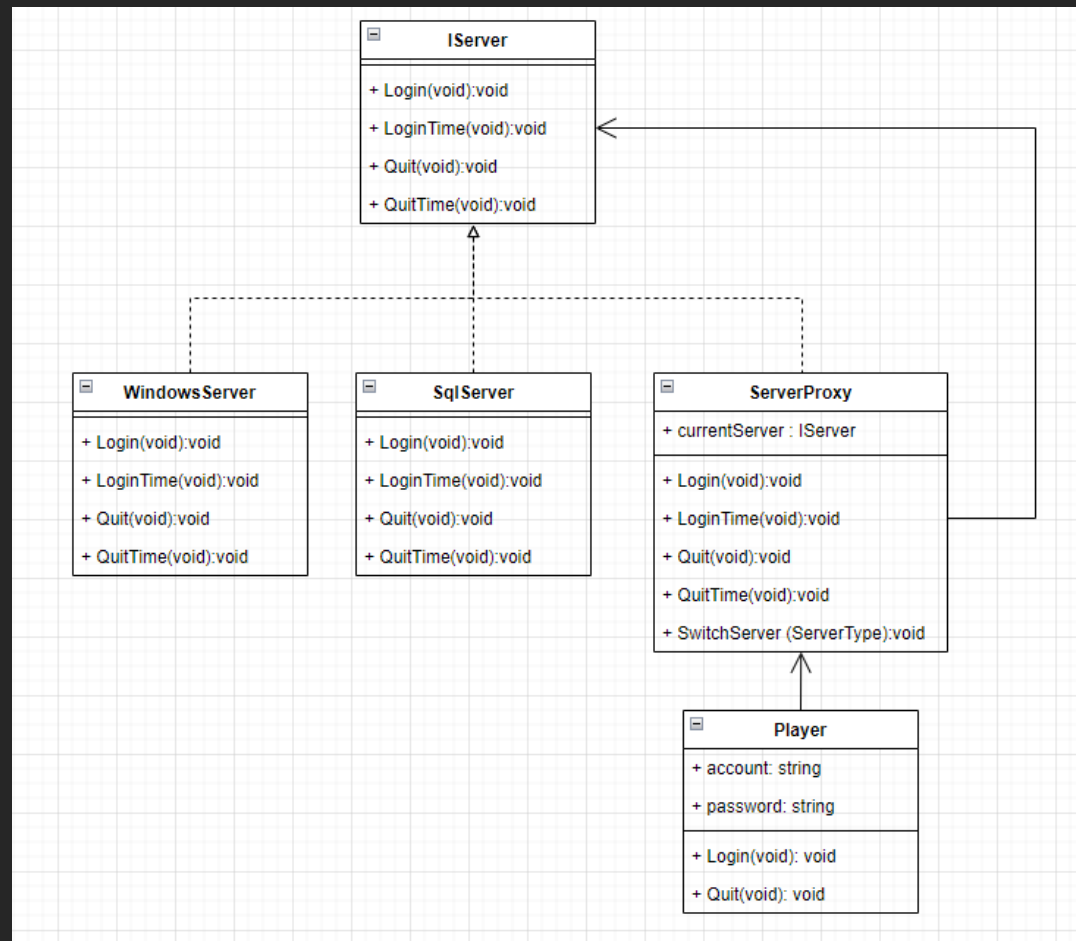 IServer
+ Login(void):void
+ LoginTime(void):void
+ Quit(void):void
+ QuitTime(void):void
WindowsServer
+ Login(void):void
+ LoginTime(void):void
+ Quit(void):void
+ QuitTime(void):void
SqlServer
+ Login(void):void
+ LoginTime(void):void
+ Quit(void):void
+ QuitTime(void):void
ServerProxy
+ currentServer : IServer
+ Login(void):void
+ LoginTime(void):void
+ Quit(void):void
+ QuitTime(void):void
+ SwitchServer (ServerType):void
Player
+ account: string
+ password: string
+ Login(void): void
+ Quit(void): void